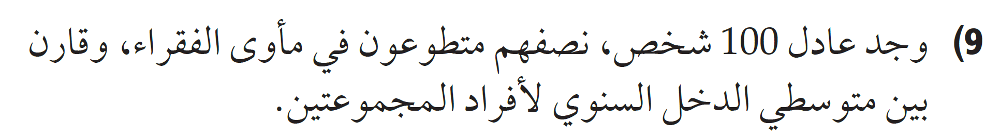 9) وجد عادل 100 شخص، نصفهم متطوعون في مأوى الفقراء، وقارن
بين متوسطي الدخل السنوي لأفراد المجموعتين.